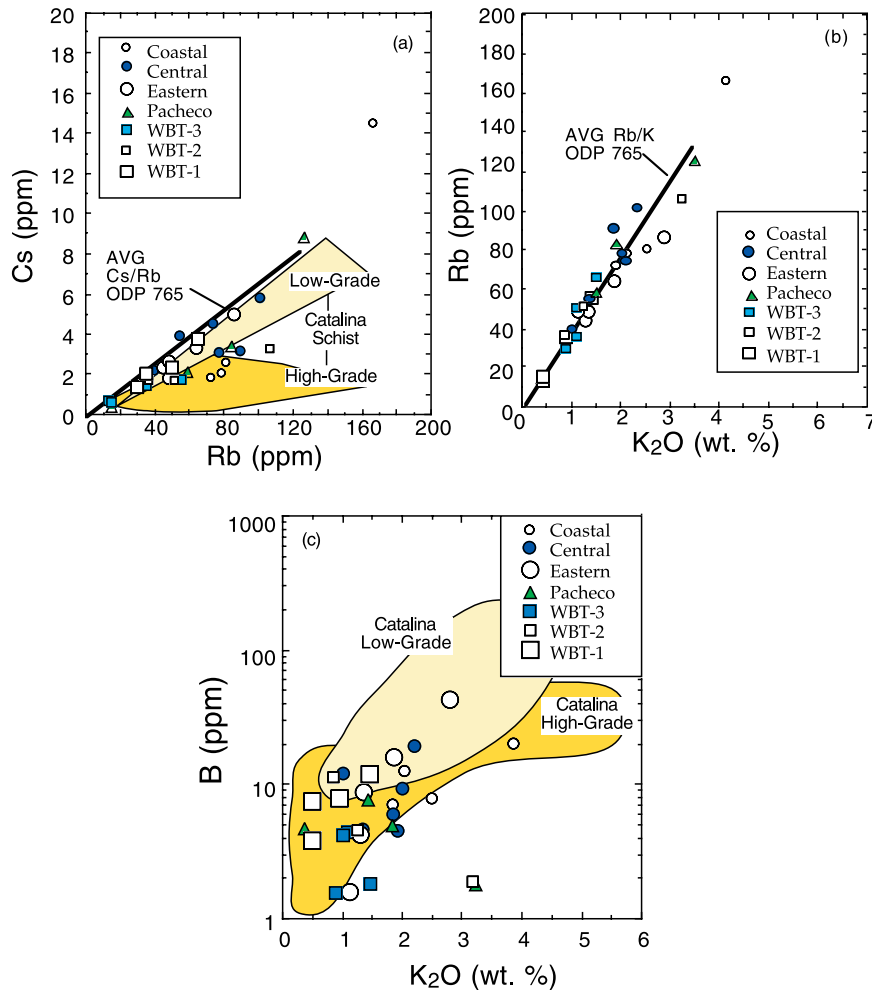 (a)
Coastal
Central
Eastern
Pacheco
WBT-3
WBT-2
WBT-1
AVG
Cs/Rb
ODP 765
Low-Grade
Catalina
Schist
High-Grade
20
18
16
14
12
10
8
6
4
2
0
Cs (ppm)
0
40
80
120
160
200
Rb (ppm)
(b)
AVG Rb/K
ODP 765
Coastal
Central
Eastern
Pacheco
WBT-3
WBT-2
WBT-1
200
180
160
140
120
100
80
60
40
20
0
Rb (ppm)
0
1
2
3
4
5
6
7
K₂O (wt. %)
(c)
Coastal
Central
Eastern
Pacheco
WBT-3
WBT-2
WBT-1
Catalina
Low-Grade
Catalina
High-Grade
1000
100
10
1
B (ppm)
0
1
2
3
4
5
6
K₂O (wt. %)